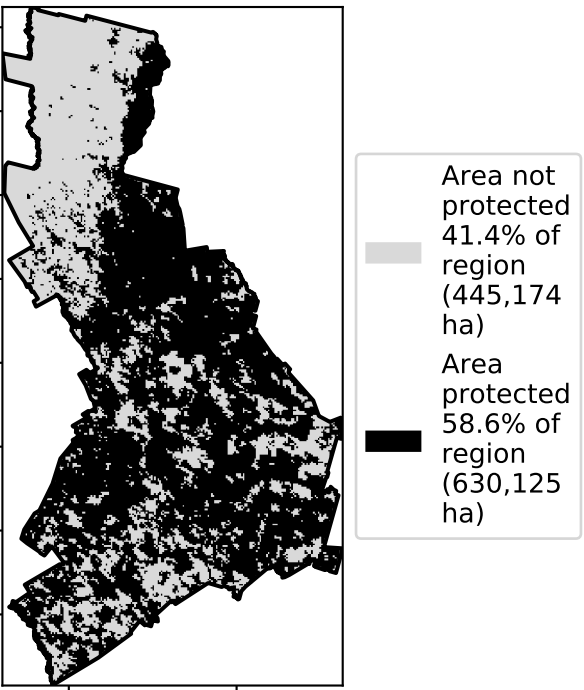 Area not
protected
41.4% of
region
(445,174
ha)
Area
protected
58.6% of
region
(630,125
ha)